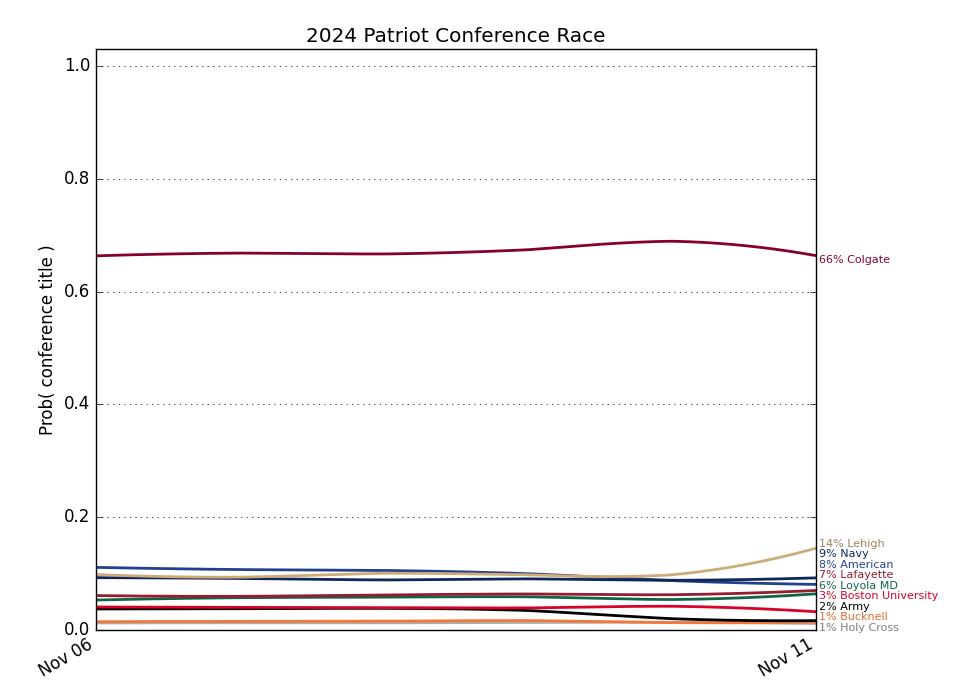 2024 Patriot Conference Race
Prob( conference title )
1.0
0.8
0.6
0.4
0.2
0.0
Nov 06
Nov 11
66% Colgate
14% Lehigh
9% Navy
8% American
7% Lafayette
6% Loyola MD
3% Boston University
2% Army
1% Bucknell
1% Holy Cross